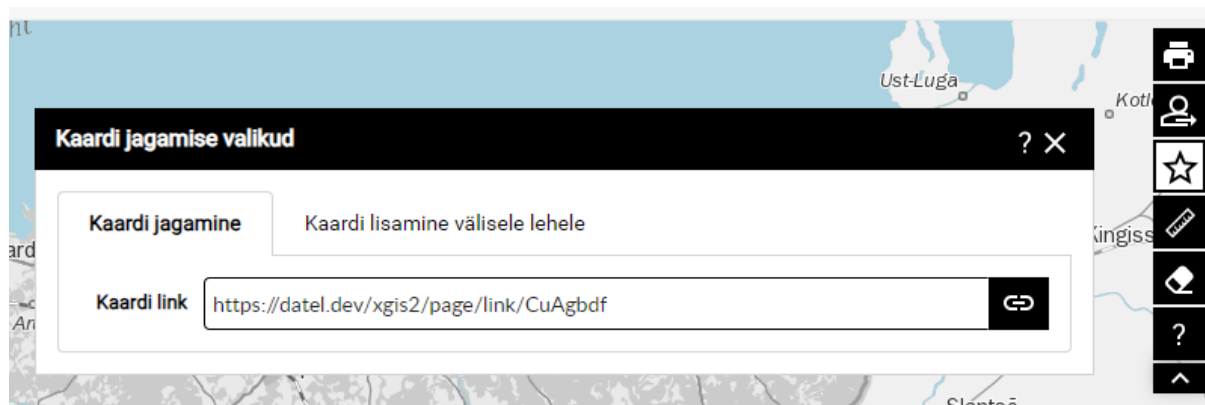 Ust-Luga
Kaardi jagamise valikud
?
Kaardi jagamine
Kaardi lisamine välisele lehele
Kaardi link
https://datel.dev/xgis2/page/link/CuAgbdf
?